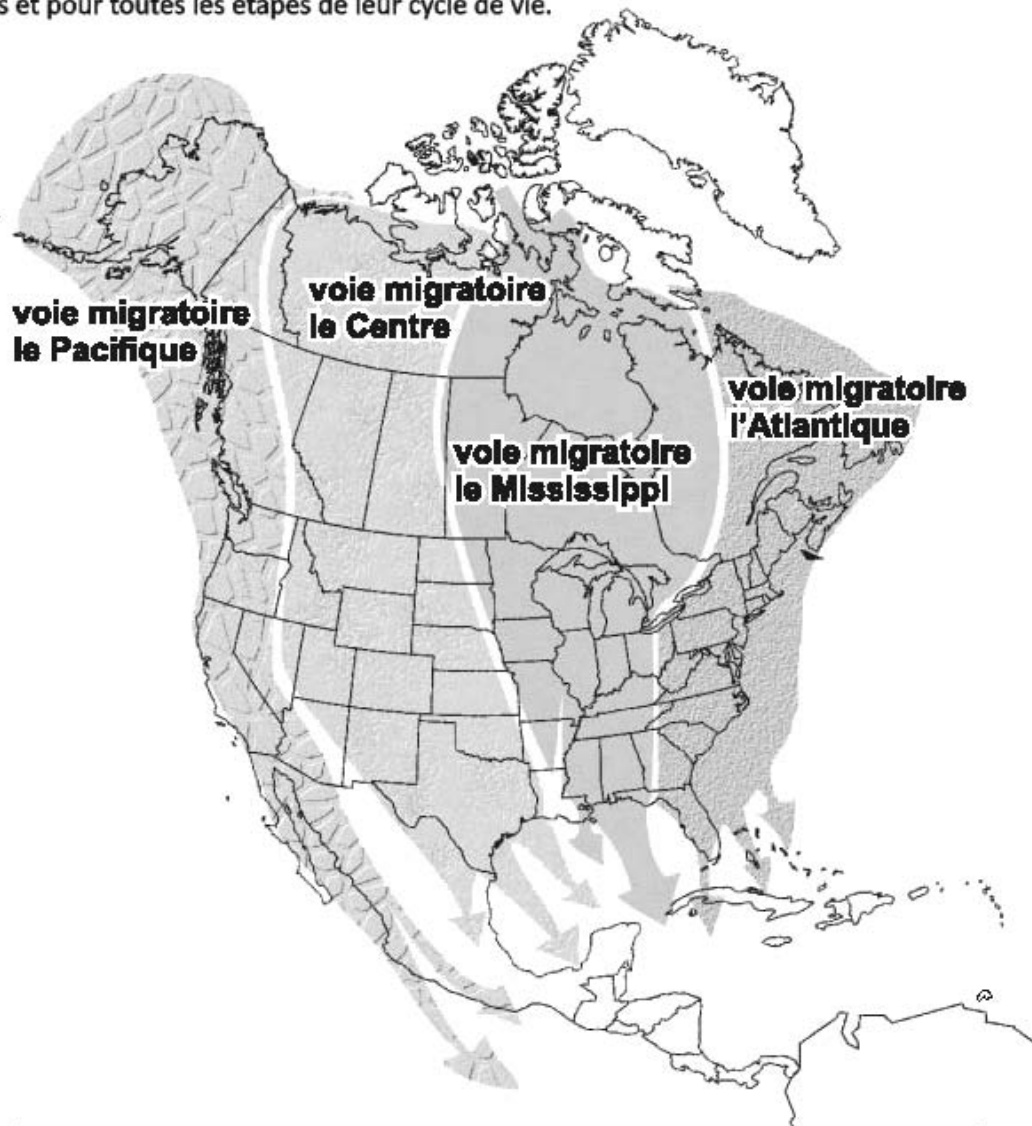 s et pour toutes les étapes de leur cycle de vie.
voie migratoire
le Pacifique
voie migratoire
le Centre
voie migratoire
le Mississippi
voie migratoire
l'Atlantique